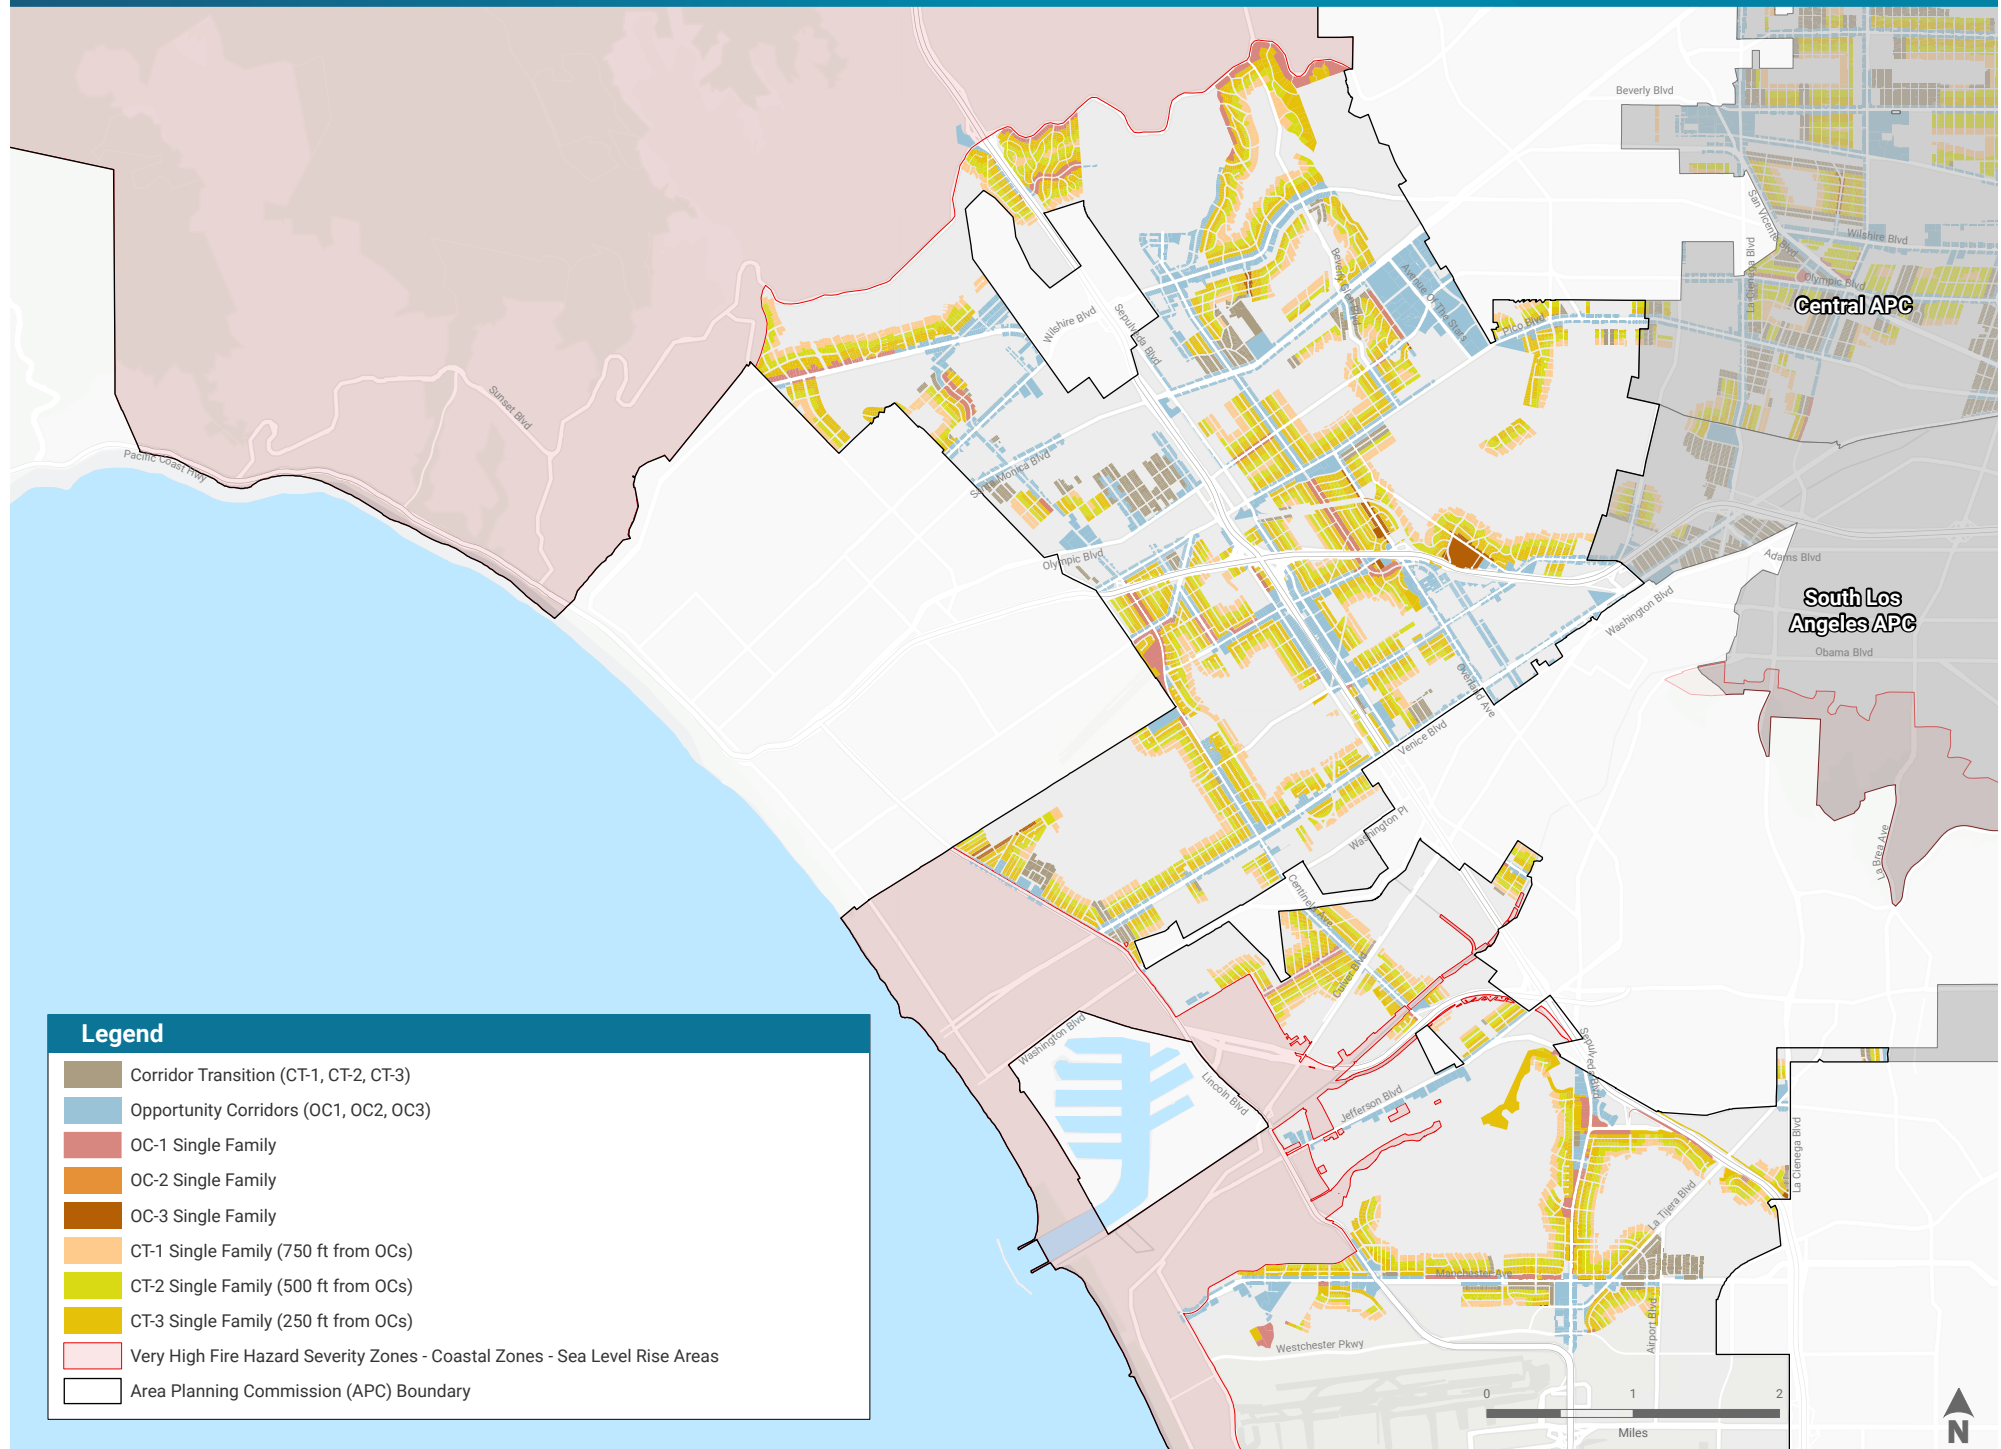 Beverly Blvd
San Vicente Blvd
Wilshire Blvd
La Cienega Blvd
Olympic Blvd
Central APC
Beverly Glen Blvd
Avenue Of The Stars
Pico Blvd
Wilshire Blvd
Sepulveda Blvd
Sunset Blvd
Pacific Coast Hwy
Santa Monica Blvd
Olympic Blvd
Adams Blvd
Washington Blvd
South Los
Angeles APC
Obama Blvd
Overland Ave
Venice Blvd
Washington Pl
La Brea Ave
Centinela Ave
Culver Blvd
Washington Blvd
Lincoln Blvd
Jefferson Blvd
Sepulveda Blvd
La Cienega Blvd
La Tijera Blvd
Manchester Ave
Airport Blvd
Westchester Pkwy
Legend
Corridor Transition (CT-1, CT-2, CT-3)
Opportunity Corridors (OC1, OC2, OC3)
OC-1 Single Family
OC-2 Single Family
OC-3 Single Family
CT-1 Single Family (750 ft from OCs)
CT-2 Single Family (500 ft from OCs)
CT-3 Single Family (250 ft from OCs)
Very High Fire Hazard Severity Zones - Coastal Zones - Sea Level Rise Areas
Area Planning Commission (APC) Boundary
0 1 2
Miles
N